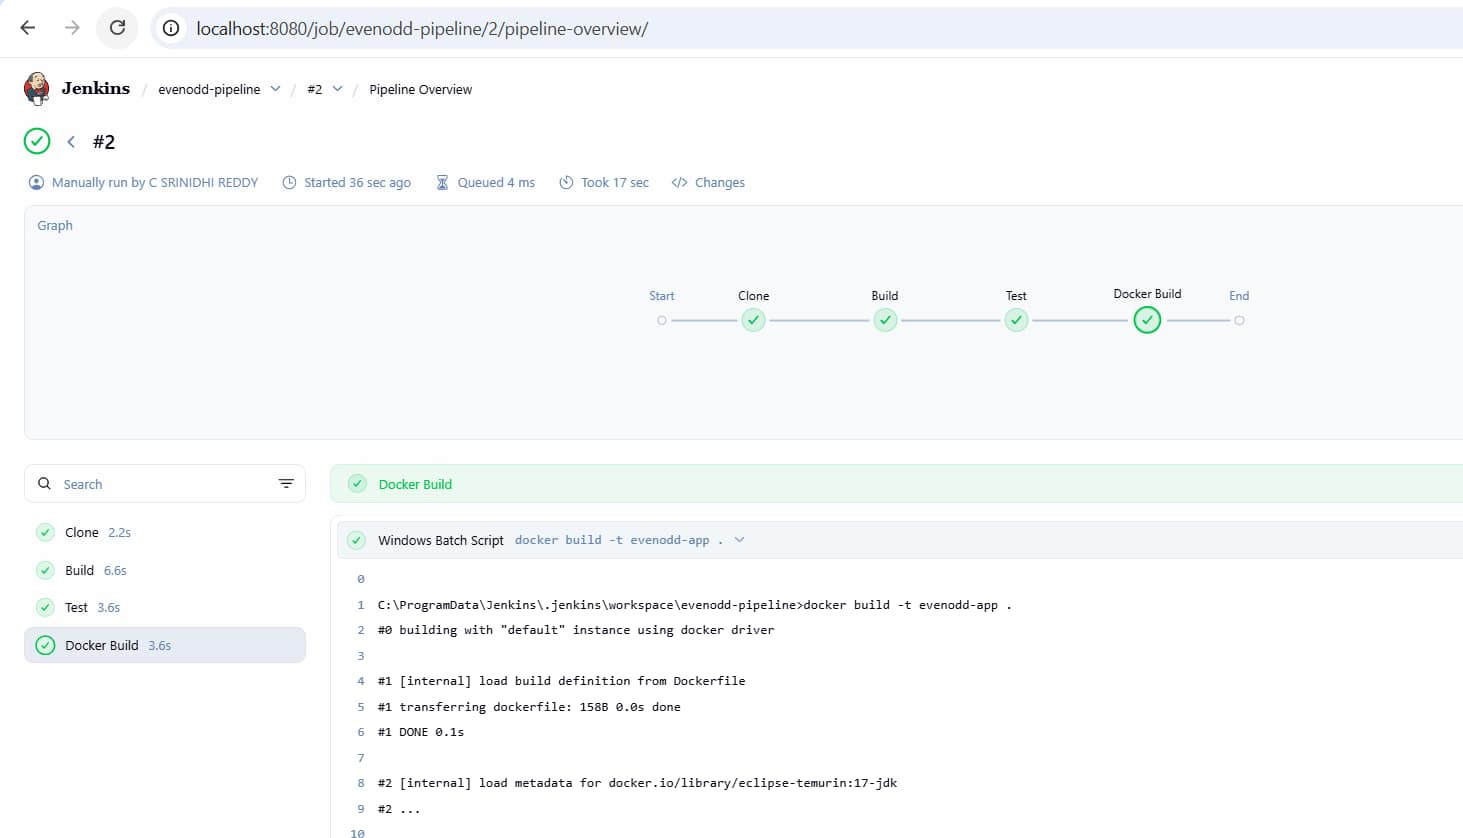 localhost:8080/job/evenodd-pipeline/2/pipeline-overview/
Jenkins / evenodd-pipeline / #2 / Pipeline Overview
#2
Manually run by C SRINIDHI REDDY Started 36 sec ago Queued 4 ms Took 17 sec </> Changes
Graph
Start Clone Build Test Docker Build End
Search
Clone 2.2s
Build 6.6s
Test 3.6s
Docker Build 3.6s
Docker Build
Windows Batch Script docker build -t evenodd-app .
0
1 C:\ProgramData\Jenkins\.jenkins\workspace\evenodd-pipeline>docker build -t evenodd-app .
2 #0 building with "default" instance using docker driver
3
4 #1 [internal] load build definition from Dockerfile
5 #1 transferring dockerfile: 158B 0.0s done
6 #1 DONE 0.1s
7
8 #2 [internal] load metadata for docker.io/library/eclipse-temurin:17-jdk
9 #2 ...
10